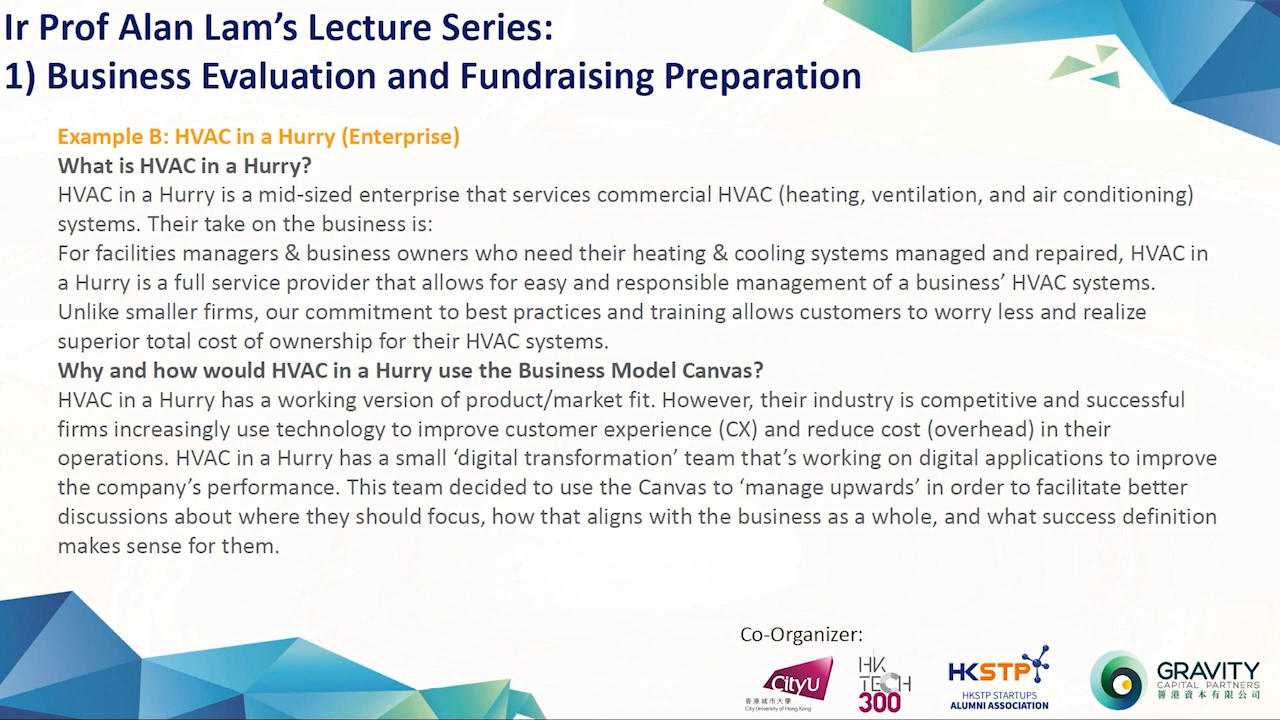 Ir Prof Alan Lam’s Lecture Series:
1) Business Evaluation and Fundraising Preparation
Example B: HVAC in a Hurry (Enterprise)
What is HVAC in a Hurry?
HVAC in a Hurry is a mid-sized enterprise that services commercial HVAC (heating, ventilation, and air conditioning)
systems. Their take on the business is:
For facilities managers & business owners who need their heating & cooling systems managed and repaired, HVAC in
a Hurry is a full service provider that allows for easy and responsible management of a business’ HVAC systems.
Unlike smaller firms, our commitment to best practices and training allows customers to worry less and realize
superior total cost of ownership for their HVAC systems.
Why and how would HVAC in a Hurry use the Business Model Canvas?
HVAC in a Hurry has a working version of product/market fit. However, their industry is competitive and successful
firms increasingly use technology to improve customer experience (CX) and reduce cost (overhead) in their
operations. HVAC in a Hurry has a small ‘digital transformation’ team that’s working on digital applications to improve
the company’s performance. This team decided to use the Canvas to ‘manage upwards’ in order to facilitate better
discussions about where they should focus, how that aligns with the business as a whole, and what success definition
makes sense for them.
Co-Organizer:
CityU
香港城市大學
City University of Hong Kong
HK
TECH
300
HKSTP
HKSTP STARTUPS
ALUMNI ASSOCIATION
GRAVITY
CAPITAL PARTNERS
資本有限公司